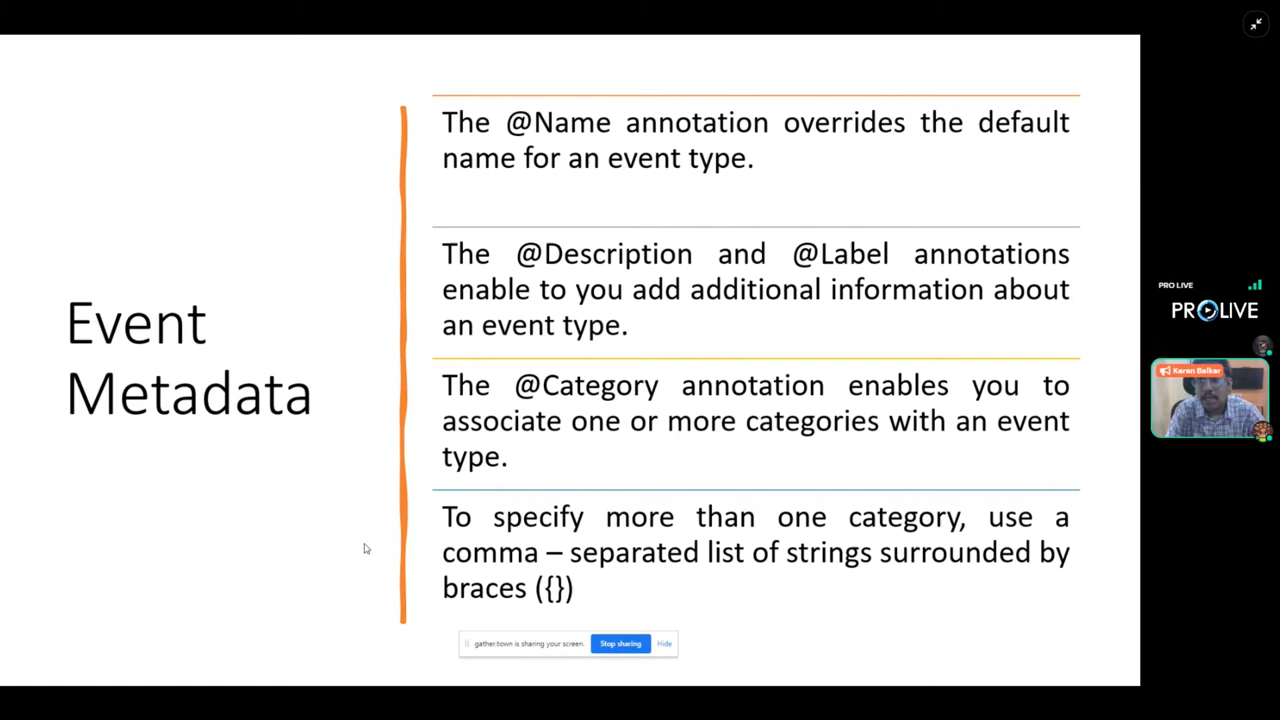 Event
Metadata
The @Name annotation overrides the default
name for an event type.
The @Description and @Label annotations
enable to you add additional information about
an event type.
The @Category annotation enables you to
associate one or more categories with an event
type.
To specify more than one category, use a
comma – separated list of strings surrounded by
braces ({})
gather.town is sharing your screen.
Stop sharing
Hide
PRO LIVE
PROLIVE
Karan Balkar